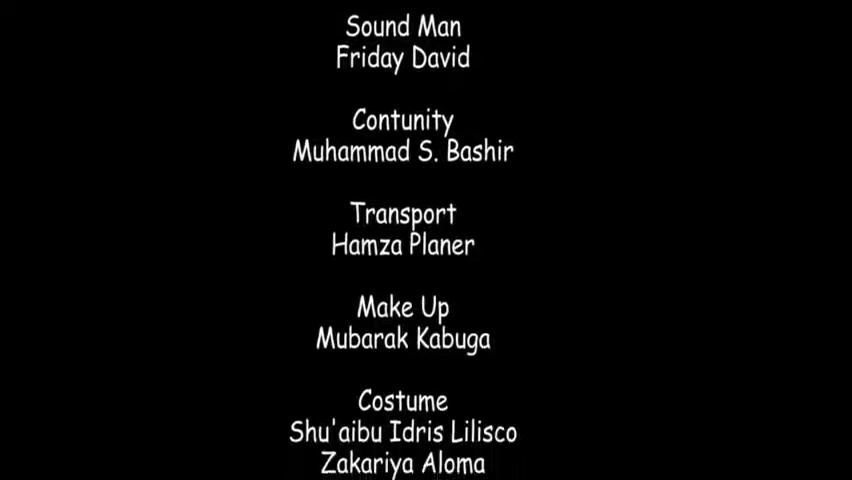 Sound Man
Friday David
Contunity
Muhammad S. Bashir
Transport
Hamza Planer
Make Up
Mubarak Kabuga
Costume
Shu'aibu Idris Lilisco
Zakariya Aloma